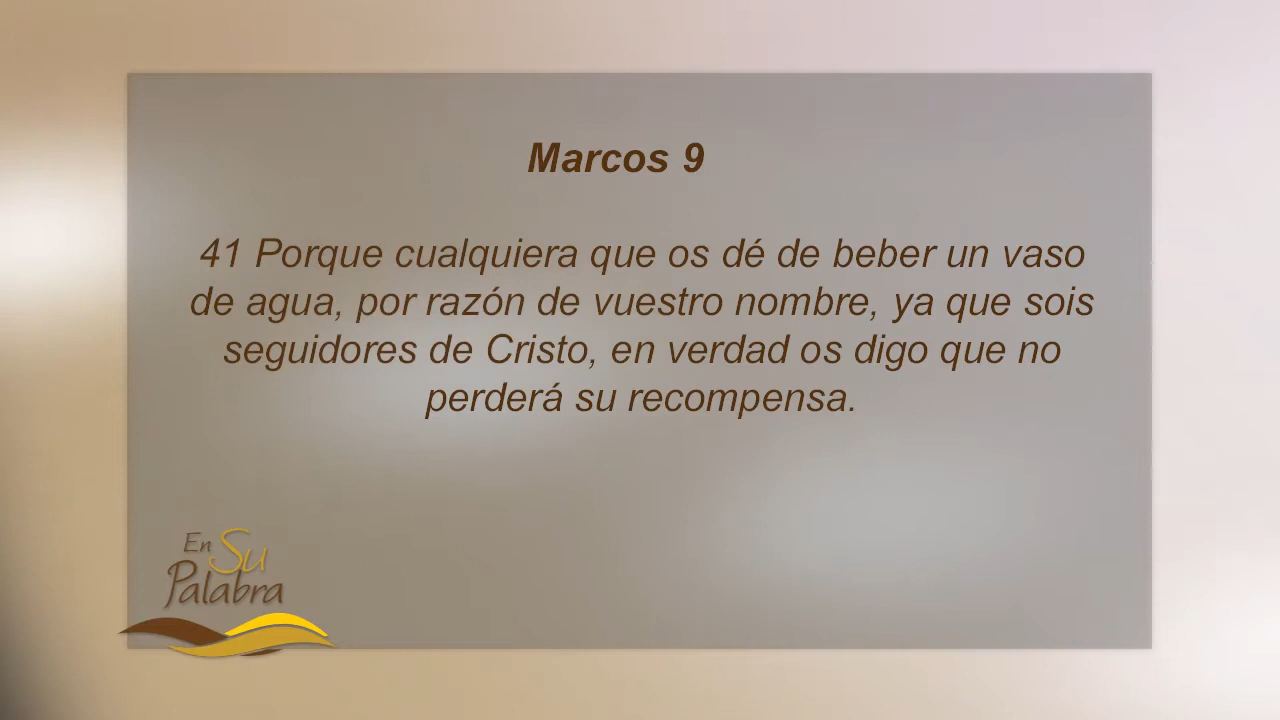 Marcos 9
41 Porque cualquiera que os dé de beber un vaso
de agua, por razón de vuestro nombre, ya que sois
seguidores de Cristo, en verdad os digo que no
perderá su recompensa.
En Su
Palabra